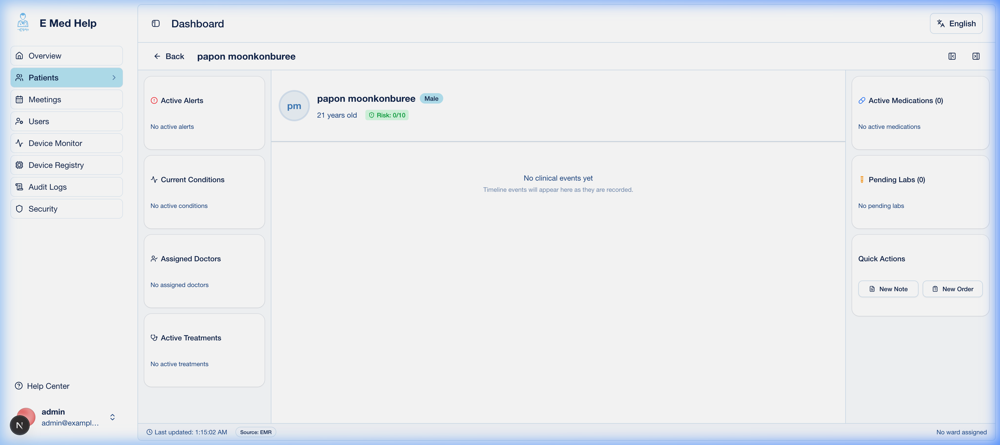 E Med Help
Overview
Patients
Meetings
Users
Device Monitor
Device Registry
Audit Logs
Security
Help Center
admin
admin@exampl...
N
Dashboard
English
Back
papon moonkonburee
Active Alerts
No active alerts
Current Conditions
No active conditions
Assigned Doctors
No assigned doctors
Active Treatments
No active treatments
pm
papon moonkonburee Male
21 years old Risk: 0/10
No clinical events yet
Timeline events will appear here as they are recorded.
Active Medications (0)
No active medications
Pending Labs (0)
No pending labs
Quick Actions
New Note New Order
Last updated: 1:15:02 AM Source: EMR
No ward assigned